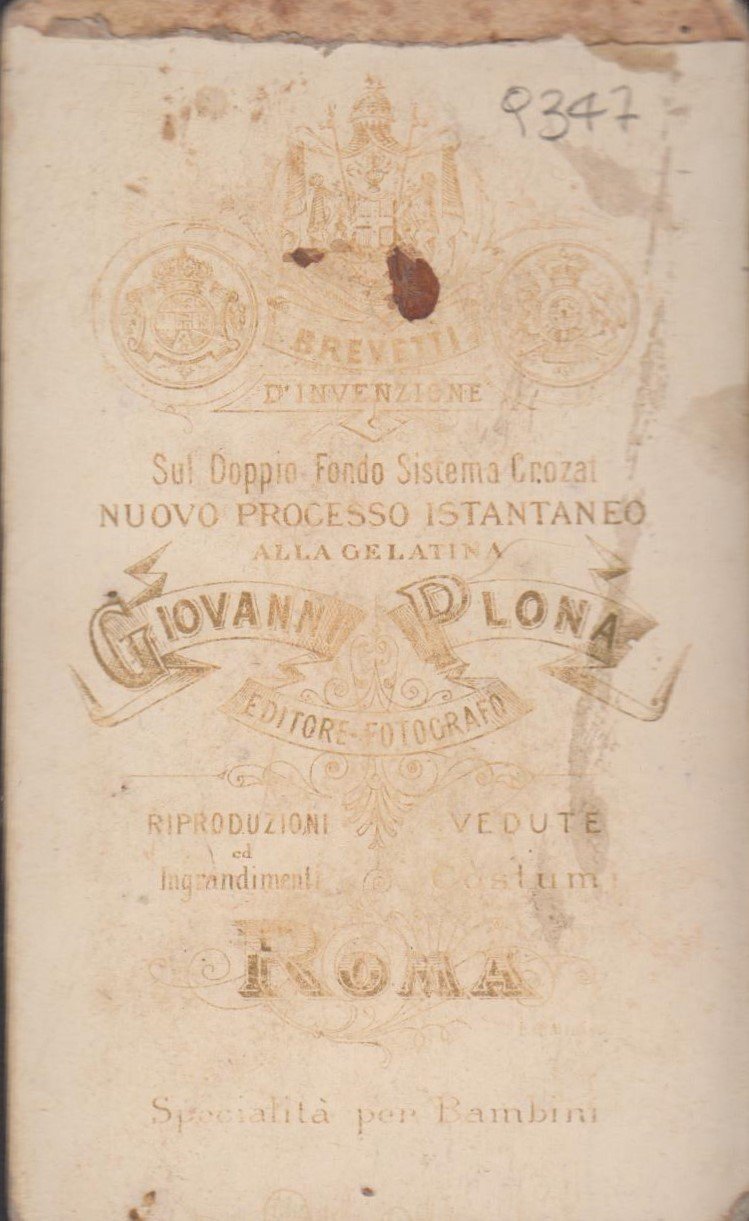 9347
BREVETTI
D'INVENZIONE
Sul Doppio Fondo Sistema Crozat
NUOVO PROCESSO ISTANTANEO
ALLA GELATINA
GIOVANNI PLONA
EDITORE-FOTOGRAFO
RIPRODUZIONI VEDUTE
ed
Ingrandimenti Costumi
ROMA
Specialità per Bambini